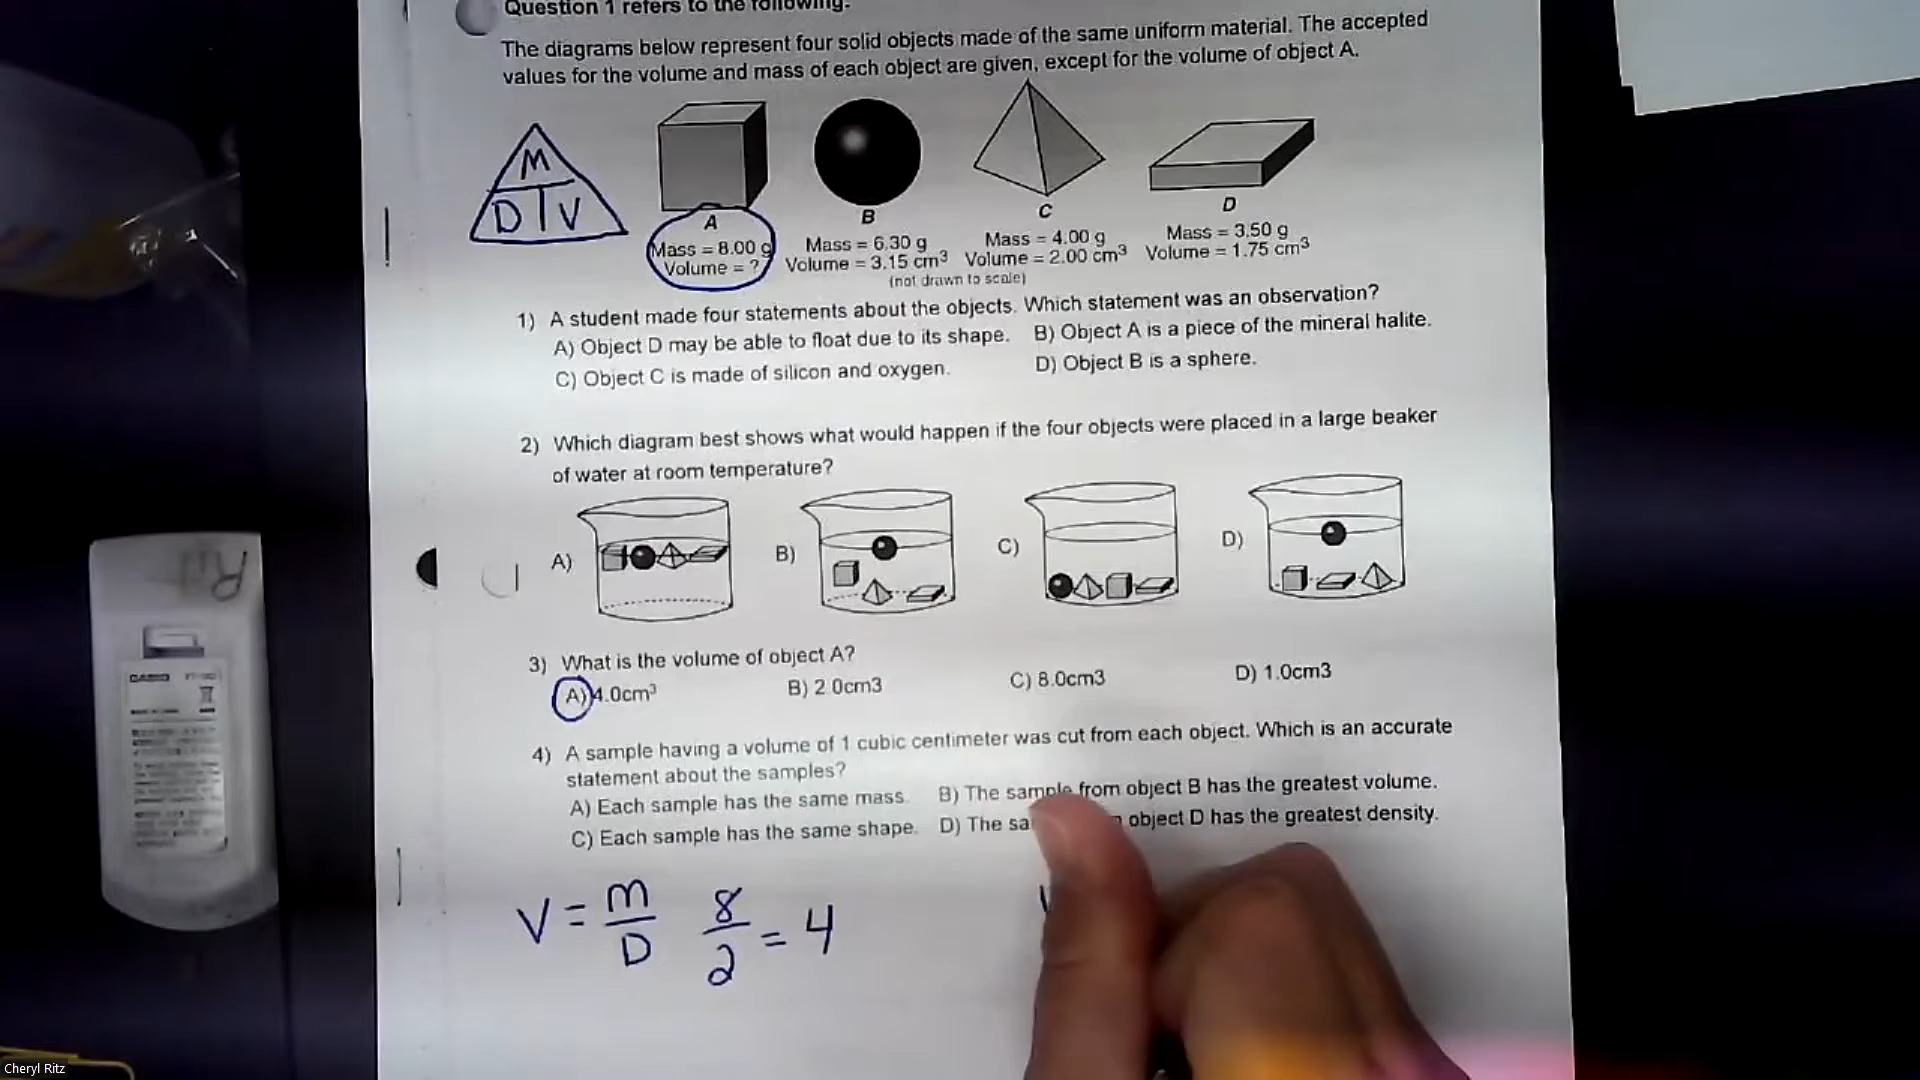 Question 1 refers to the following:
The diagrams below represent four solid objects made of the same uniform material. The accepted
values for the volume and mass of each object are given, except for the volume of object A.
M
D V
A
Mass = 8.00 g
Volume = ?
B
Mass = 6.30 g
Volume = 3.15 cm³
C
Mass = 4.00 g
Volume = 2.00 cm³
D
Mass = 3.50 g
Volume = 1.75 cm³
(not drawn to scale)
1) A student made four statements about the objects. Which statement was an observation?
A) Object D may be able to float due to its shape. B) Object A is a piece of the mineral halite.
C) Object C is made of silicon and oxygen. D) Object B is a sphere.
2) Which diagram best shows what would happen if the four objects were placed in a large beaker
of water at room temperature?
A) B) C) D)
3) What is the volume of object A?
A) 4.0cm³ B) 2.0cm3 C) 8.0cm3 D) 1.0cm3
4) A sample having a volume of 1 cubic centimeter was cut from each object. Which is an accurate
statement about the samples?
A) Each sample has the same mass. B) The sample from object B has the greatest volume.
C) Each sample has the same shape. D) The sa object D has the greatest density.
V = m/D 8/2 = 4
CASIO
Cheryl Ritz